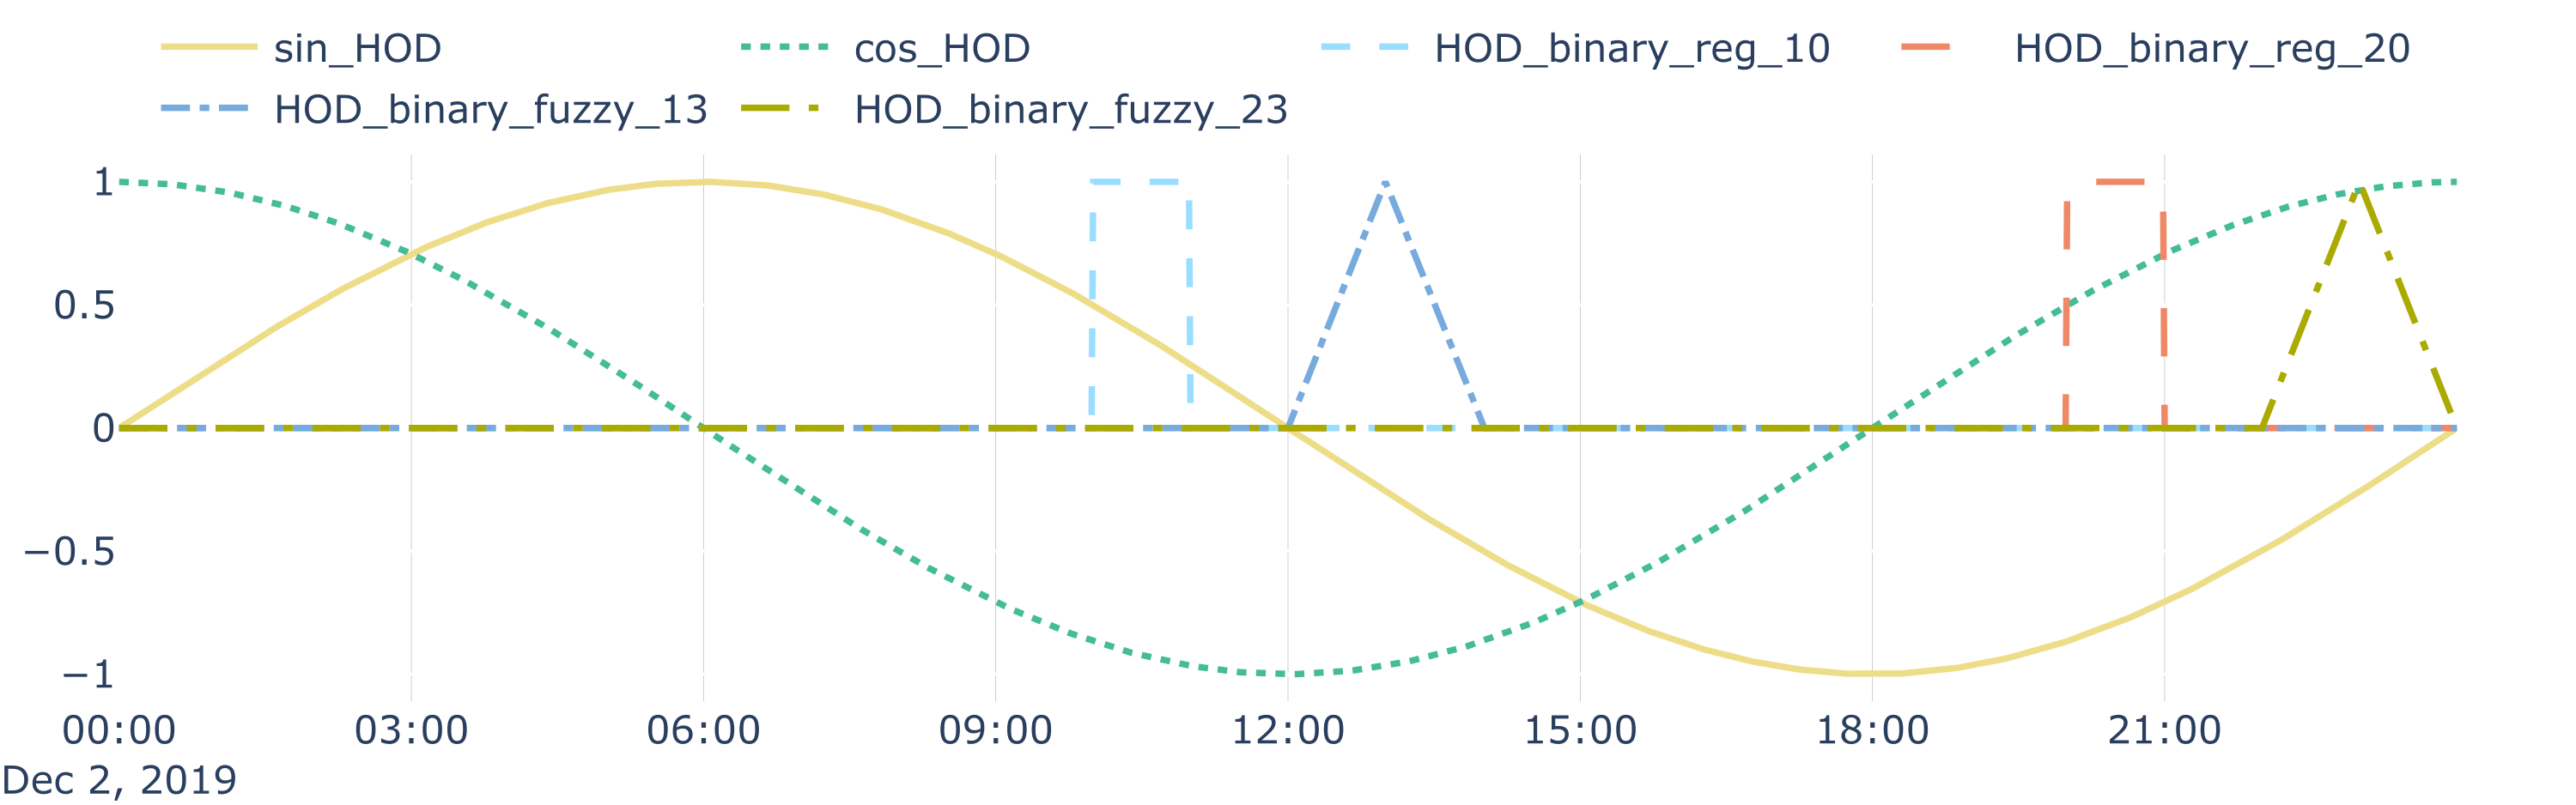 sin_HOD cos_HOD HOD_binary_reg_10 HOD_binary_reg_20
HOD_binary_fuzzy_13 HOD_binary_fuzzy_23
1
0.5
0
−0.5
−1
00:00 03:00 06:00 09:00 12:00 15:00 18:00 21:00
Dec 2, 2019